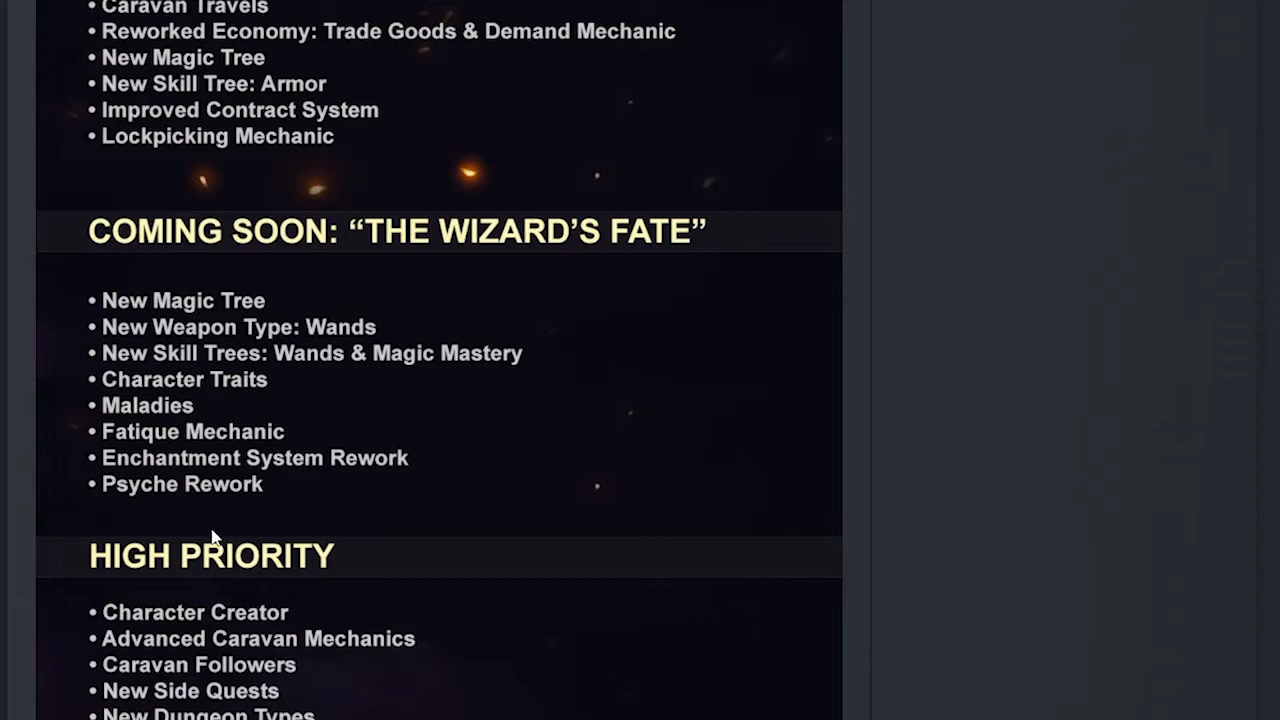 • Caravan Travels
• Reworked Economy: Trade Goods & Demand Mechanic
• New Magic Tree
• New Skill Tree: Armor
• Improved Contract System
• Lockpicking Mechanic
COMING SOON: “THE WIZARD’S FATE”
• New Magic Tree
• New Weapon Type: Wands
• New Skill Trees: Wands & Magic Mastery
• Character Traits
• Maladies
• Fatique Mechanic
• Enchantment System Rework
• Psyche Rework
HIGH PRIORITY
• Character Creator
• Advanced Caravan Mechanics
• Caravan Followers
• New Side Quests
• New Dungeon Types